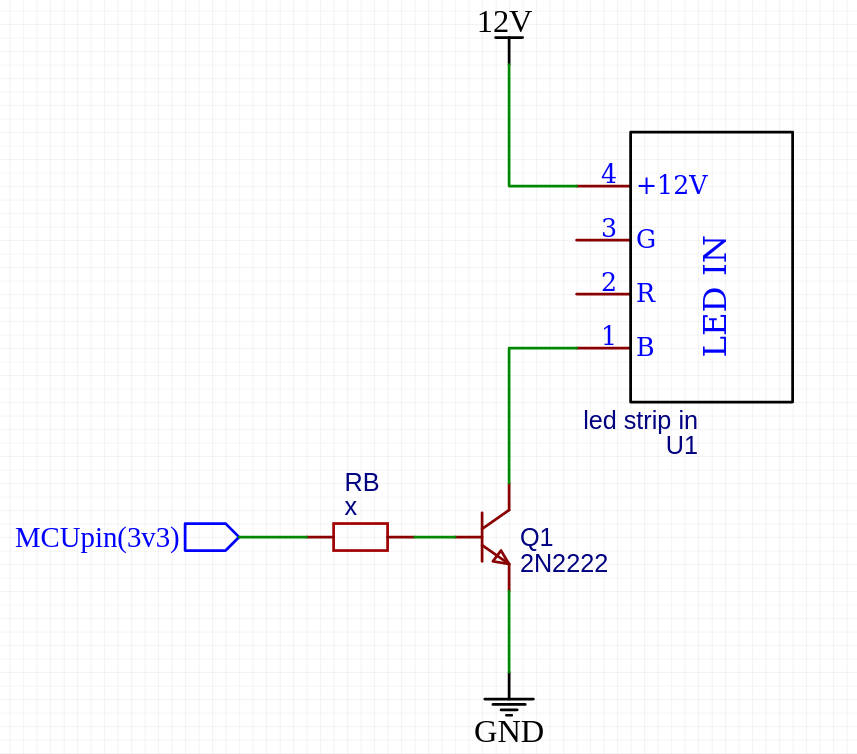 12V
4
+12V
3
G
2
R
1
B
LED IN
led strip in
U1
RB
x
MCUpin(3v3)
Q1
2N2222
GND